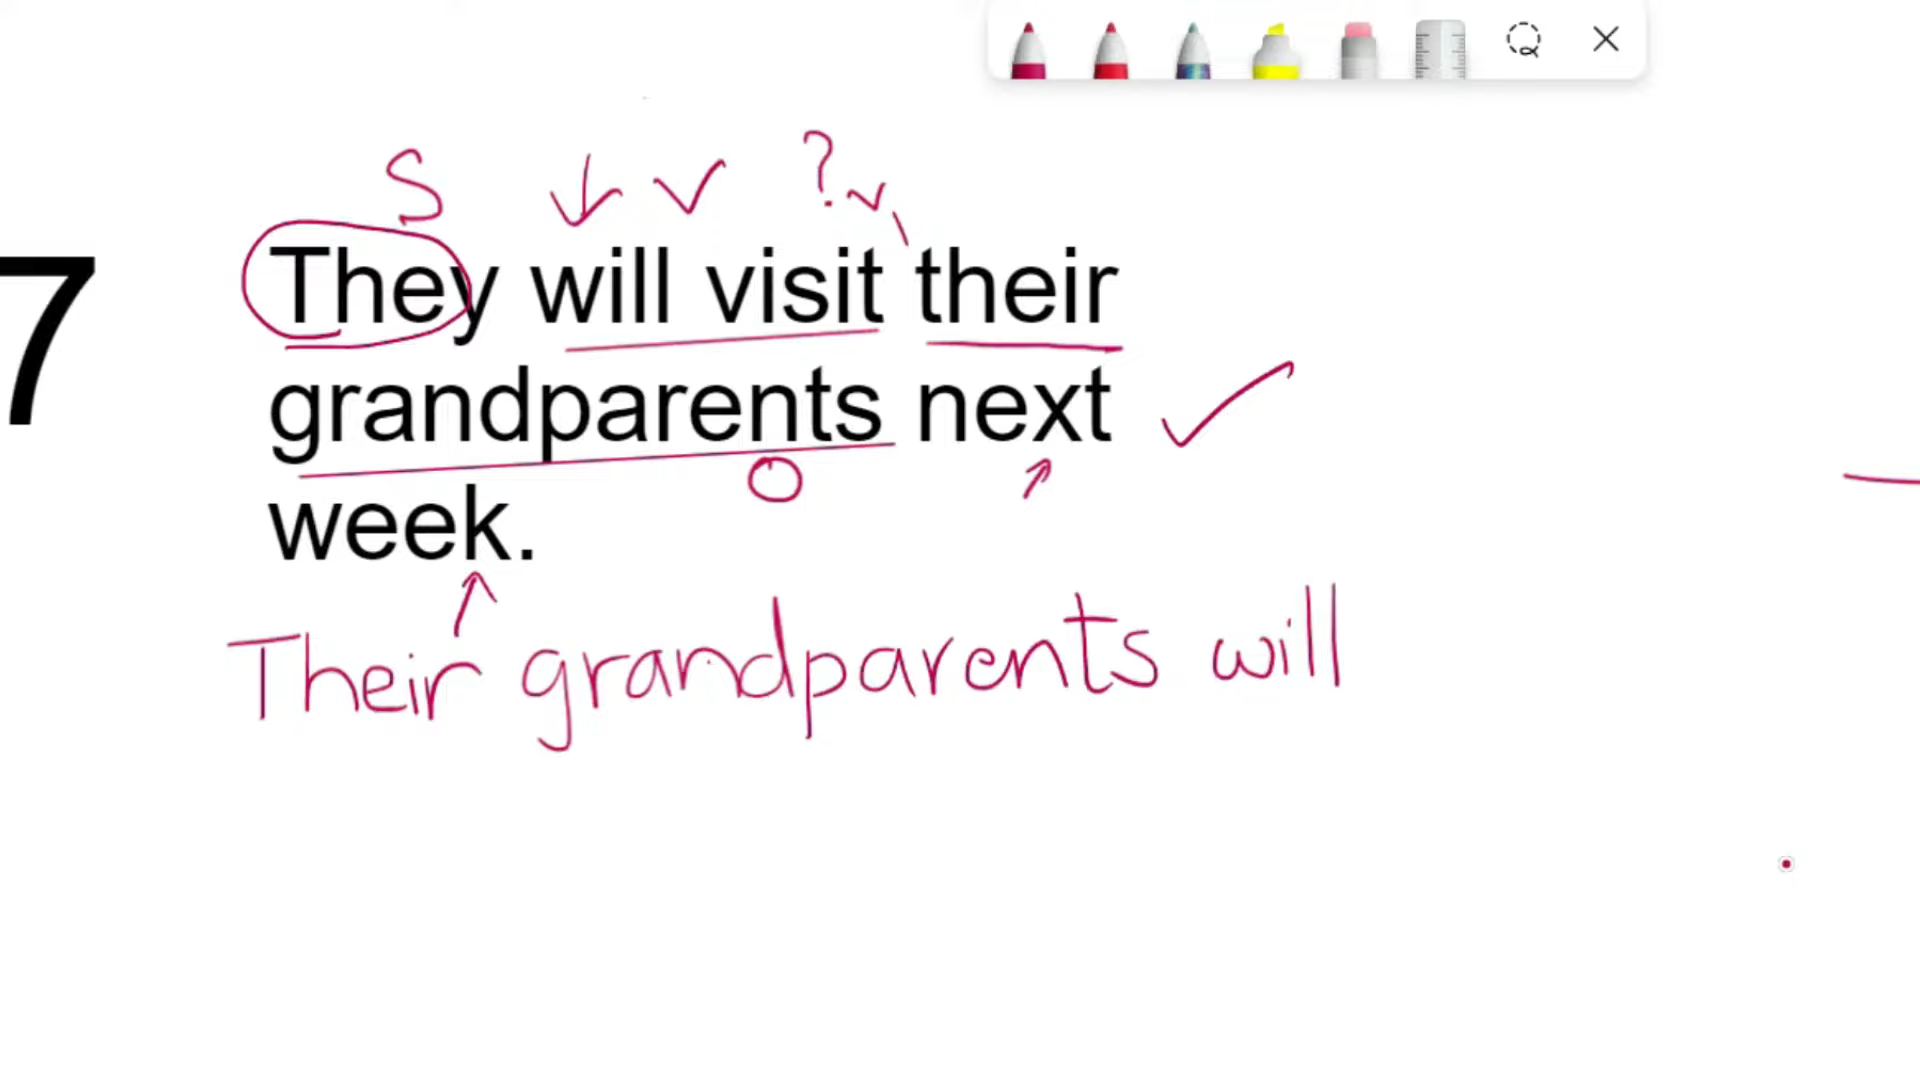 S ↓ ✓ ? ✓
7
They will visit their
grandparents next ✓
week.
O
Their grandparents will